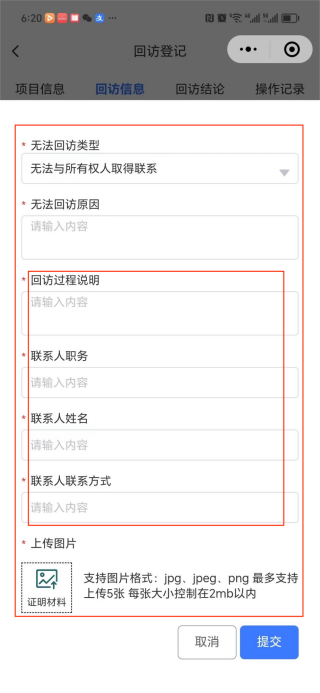 6:20
回访登记
项目信息 回访信息 回访结论 操作记录
* 无法回访类型
无法与所有权人取得联系
* 无法回访原因
请输入内容
* 回访过程说明
请输入内容
* 联系人职务
请输入内容
* 联系人姓名
请输入内容
* 联系人联系方式
请输入内容
* 上传图片
证明材料
支持图片格式：jpg、jpeg、png 最多支持
上传5张 每张大小控制在2mb以内
取消 提交